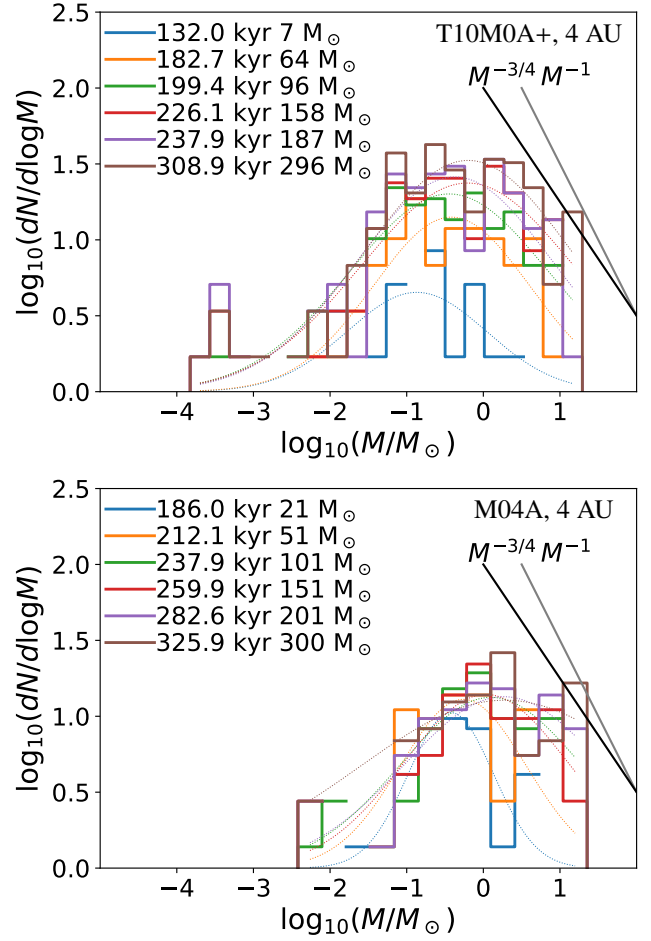 T10M0A+, 4 AU
132.0 kyr 7 M⊙
182.7 kyr 64 M⊙
199.4 kyr 96 M⊙
226.1 kyr 158 M⊙
237.9 kyr 187 M⊙
308.9 kyr 296 M⊙
M^{-3/4} M^{-1}
log₁₀(dN/dlogM)
2.5
2.0
1.5
1.0
0.5
0.0
−4 −3 −2 −1 0 1
log₁₀(M/M⊙)
M04A, 4 AU
186.0 kyr 21 M⊙
212.1 kyr 51 M⊙
237.9 kyr 101 M⊙
259.9 kyr 151 M⊙
282.6 kyr 201 M⊙
325.9 kyr 300 M⊙
M^{-3/4} M^{-1}
log₁₀(dN/dlogM)
2.5
2.0
1.5
1.0
0.5
0.0
−4 −3 −2 −1 0 1
log₁₀(M/M⊙)